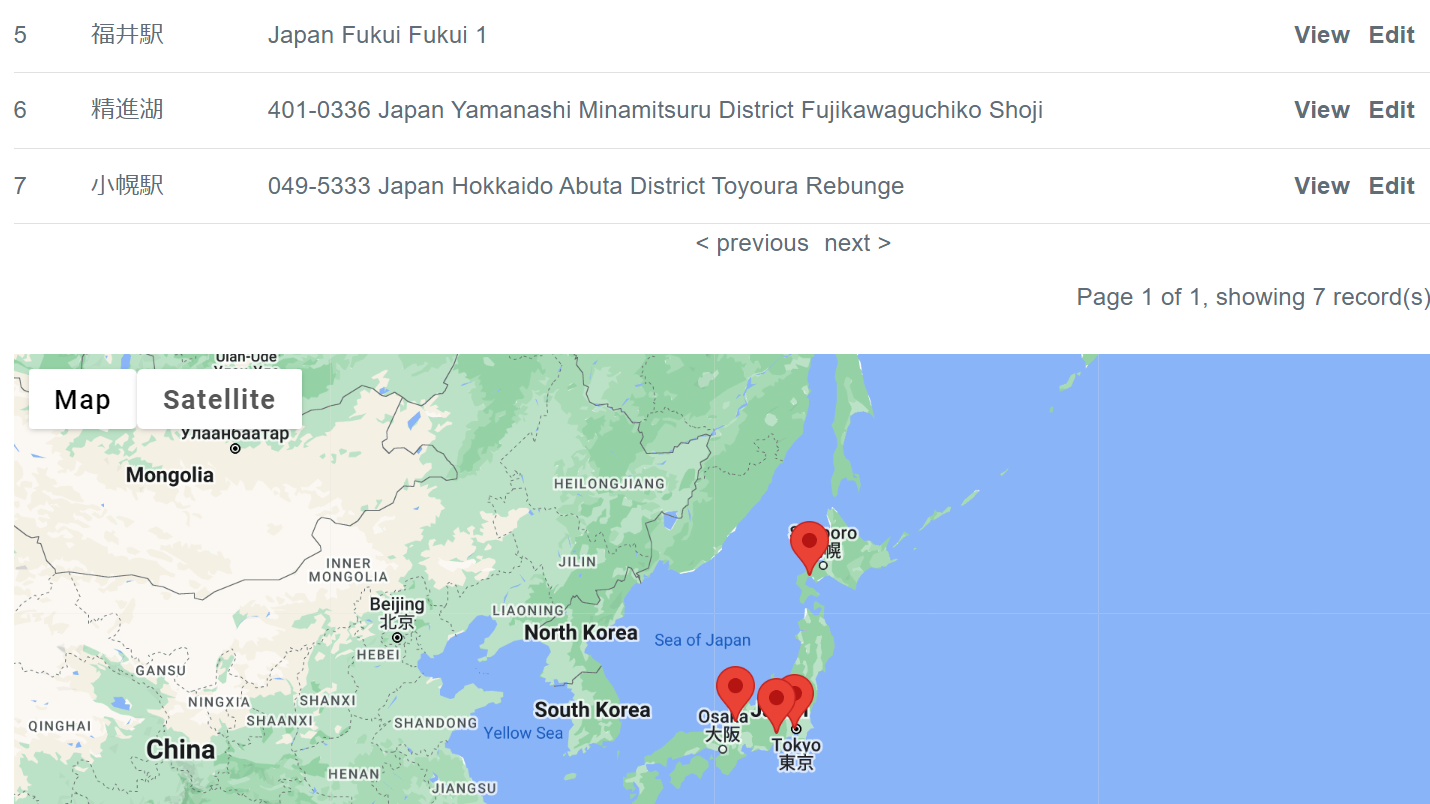 5 福井駅 Japan Fukui Fukui 1 View Edit
6 精進湖 401-0336 Japan Yamanashi Minamitsuru District Fujikawaguchiko Shoji View Edit
7 小幌駅 049-5333 Japan Hokkaido Abuta District Toyoura Rebunge View Edit
< previous next >
Page 1 of 1, showing 7 record(s)
Ulan-Ude
Map Satellite
Улаанбаатар
Mongolia
HEILONGJIANG
JILIN
INNER
MONGOLIA
Beijing
北京
LIAONING
North Korea
Sea of Japan
HEBEI
GANSU
NINGXIA
SHANXI
SHAANXI
QINGHAI
China
SHANDONG
South Korea
Yellow Sea
Osaka
大阪
Tokyo
東京
HENAN
JIANGSU